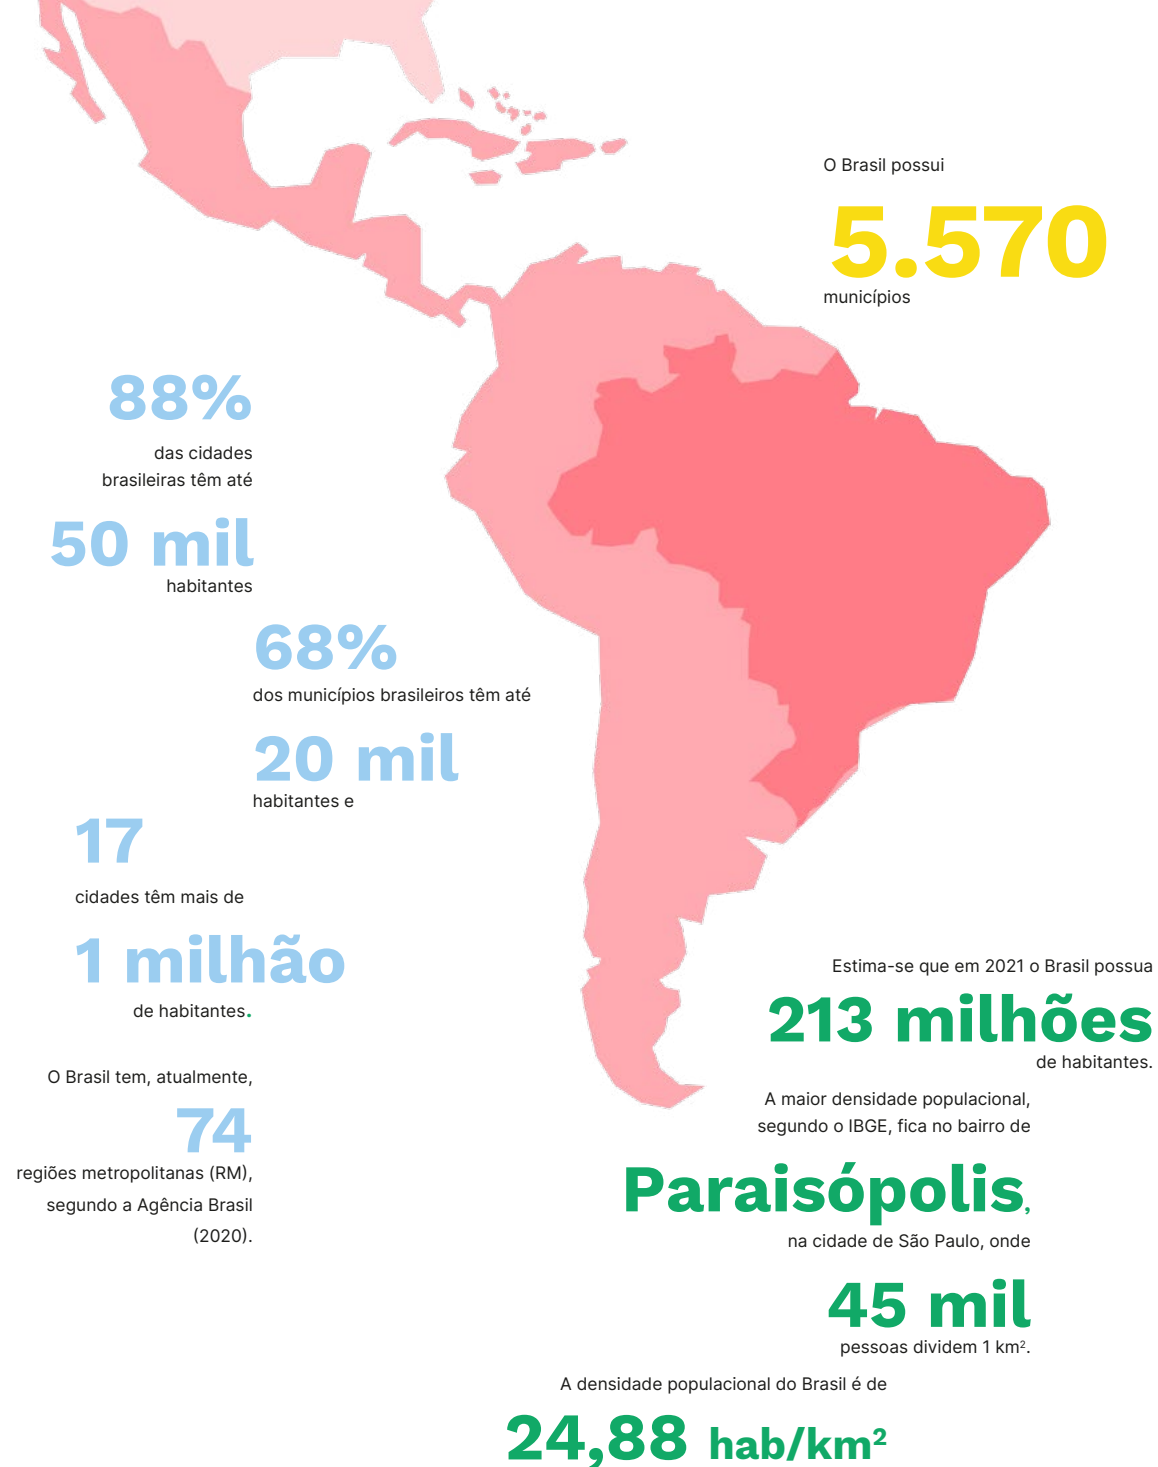 O Brasil possui
5.570
municípios
88%
das cidades
brasileiras têm até
50 mil
habitantes
68%
dos municípios brasileiros têm até
20 mil
habitantes e
17
cidades têm mais de
1 milhão
de habitantes.
O Brasil tem, atualmente,
74
regiões metropolitanas (RM),
segundo a Agência Brasil
(2020).
Estima-se que em 2021 o Brasil possua
213 milhões
de habitantes.
A maior densidade populacional,
segundo o IBGE, fica no bairro de
Paraisópolis,
na cidade de São Paulo, onde
45 mil
pessoas dividem 1 km².
A densidade populacional do Brasil é de
24,88 hab/km²